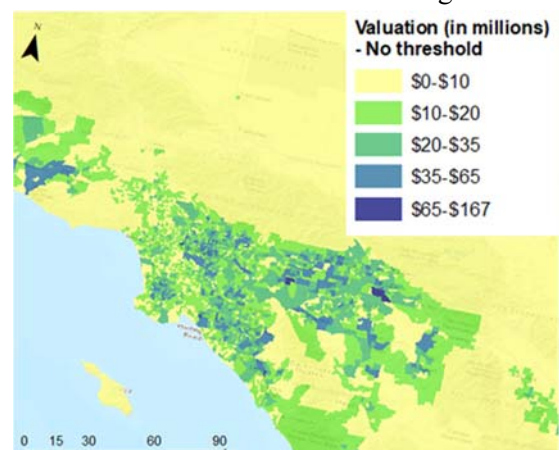 Valuation (in millions)
- No threshold
N
$0-$10
$10-$20
$20-$35
$35-$65
$65-$167
0 15 30 60 90